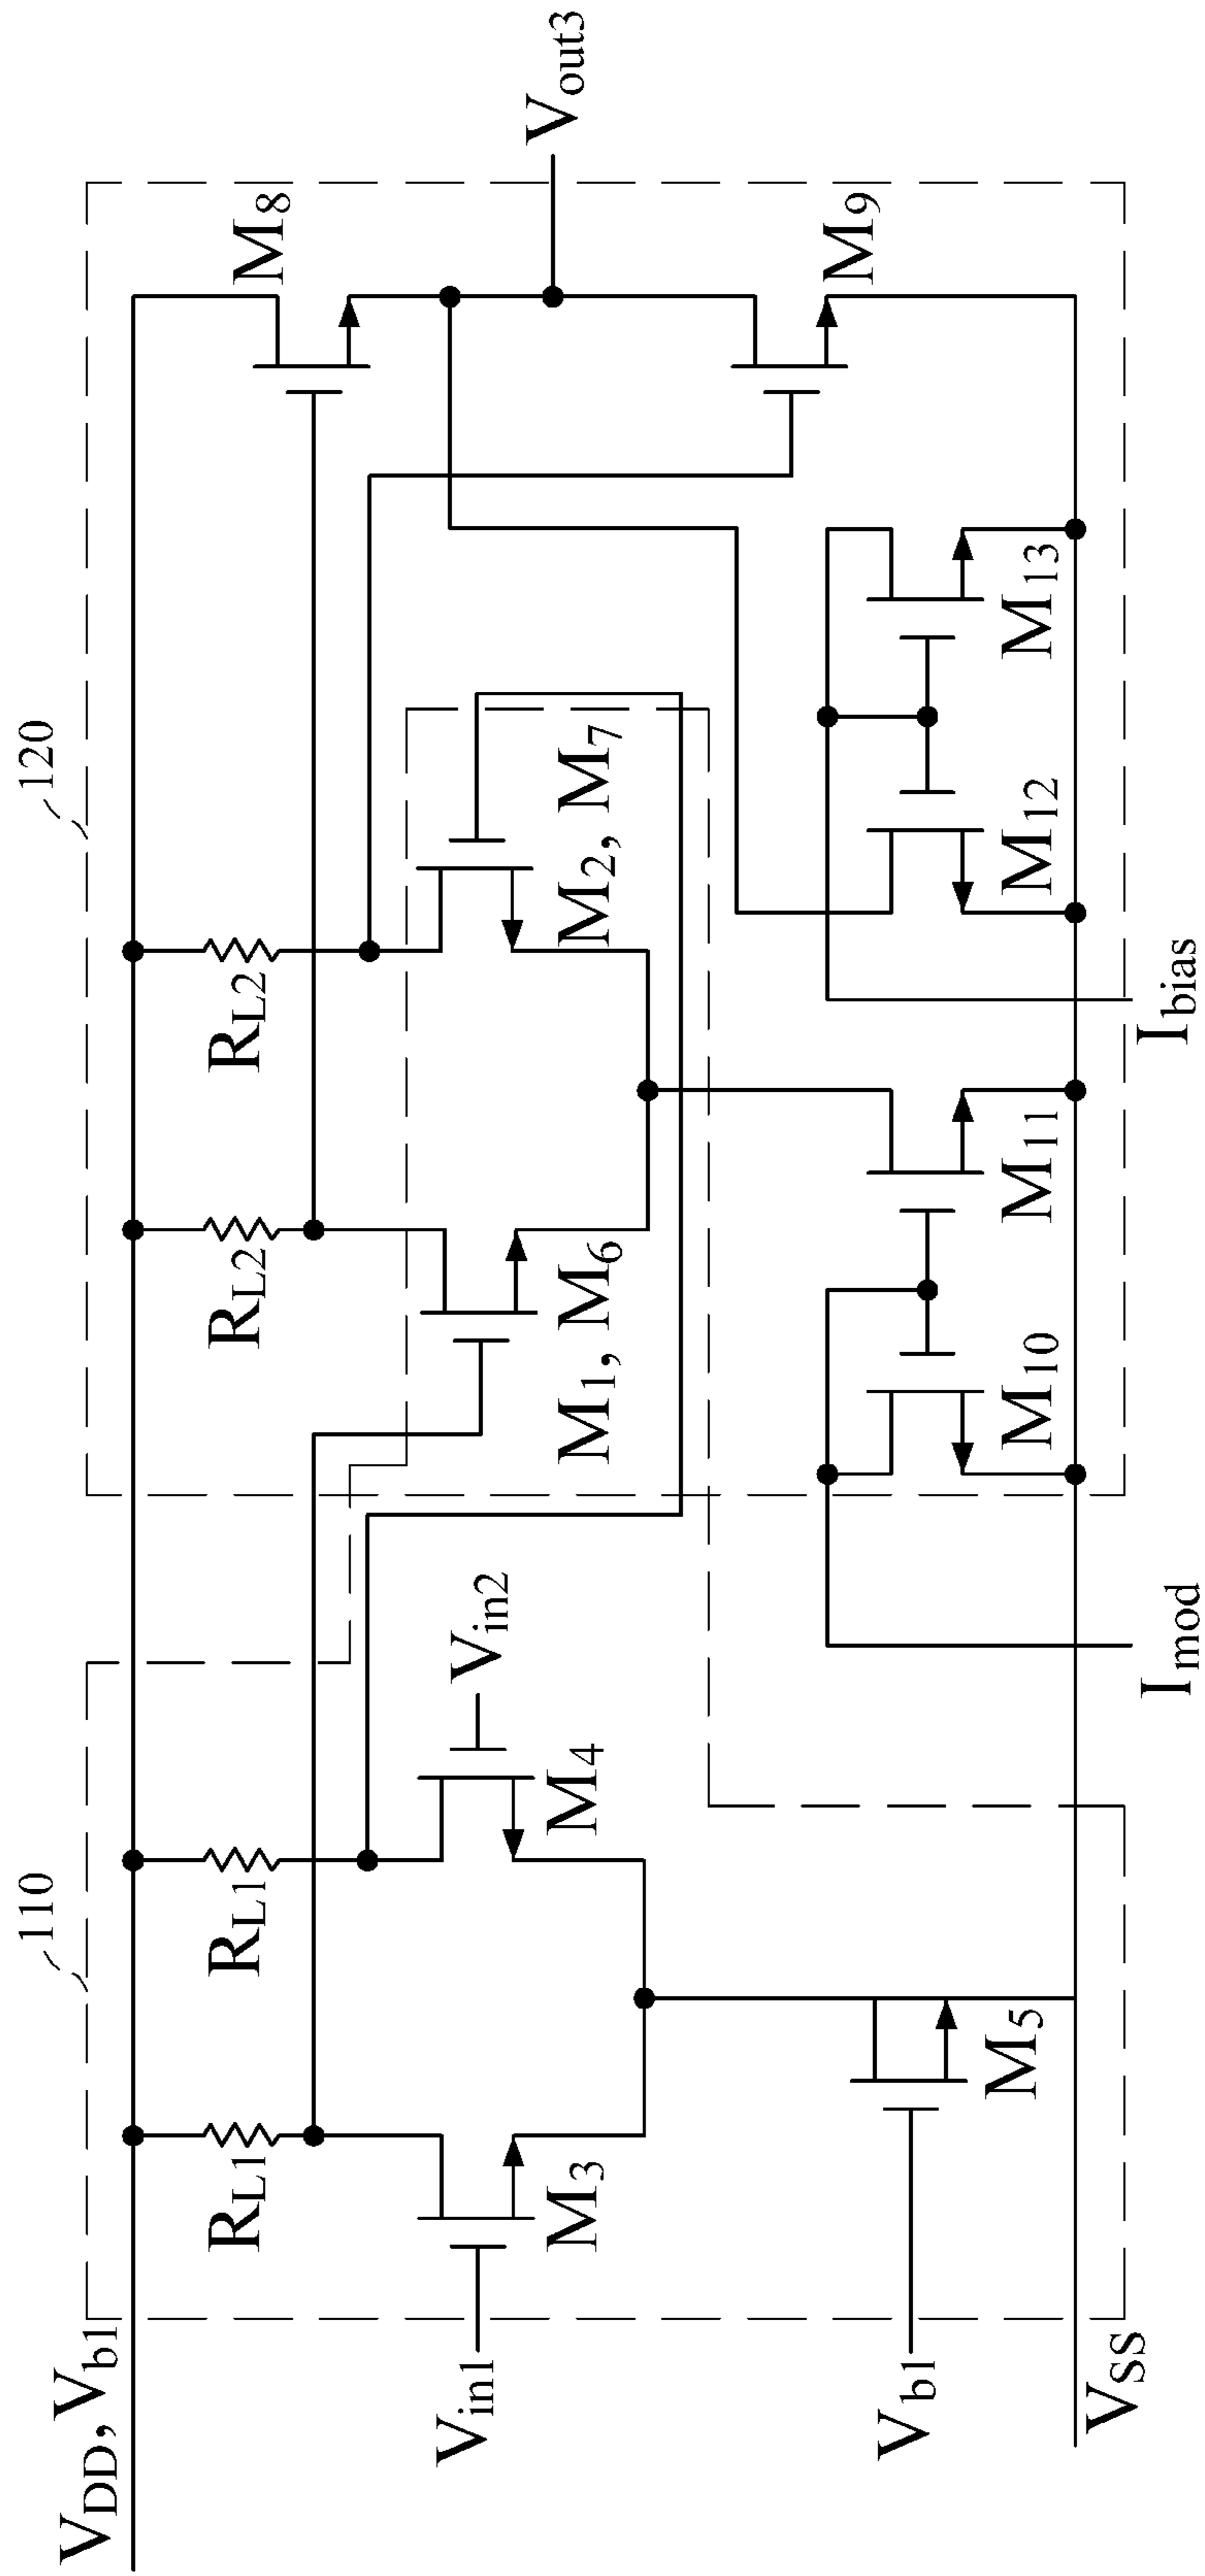 110
120
V_DD, V_b1
R_L1
R_L1
R_L2
R_L2
M_8
V_in1
M_3
M_4
V_in2
M_1, M_6
M_2, M_7
V_out3
V_b1
M_5
M_10
M_11
M_12
M_13
M_9
V_SS
I_mod
I_bias